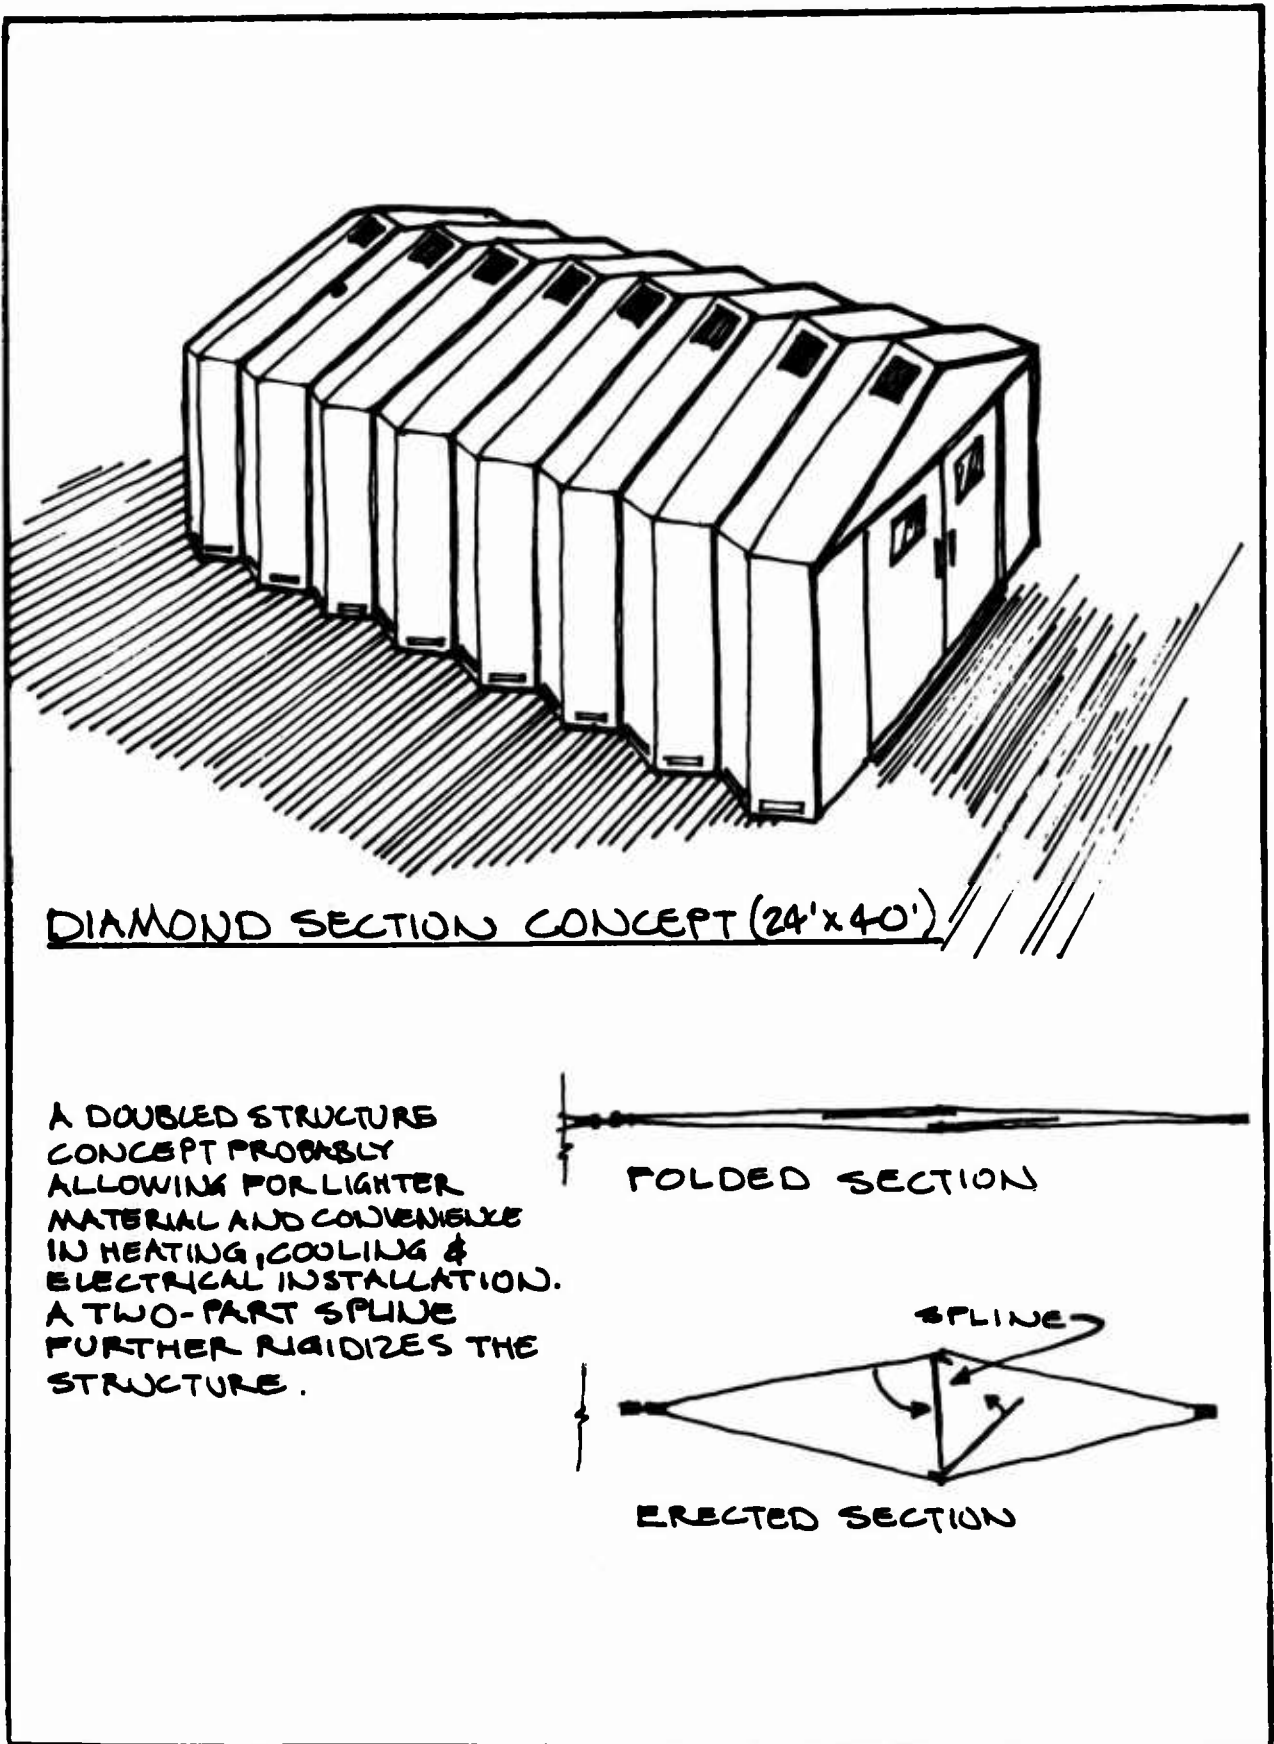 DIAMOND SECTION CONCEPT (24'x40')
A DOUBLED STRUCTURE
CONCEPT PROBABLY
ALLOWING FOR LIGHTER
MATERIAL AND CONVENIENCE
IN HEATING, COOLING &
ELECTRICAL INSTALLATION.
A TWO-PART SPLINE
FURTHER RIGIDIZES THE
STRUCTURE.
FOLDED SECTION
SPLINE
ERECTED SECTION